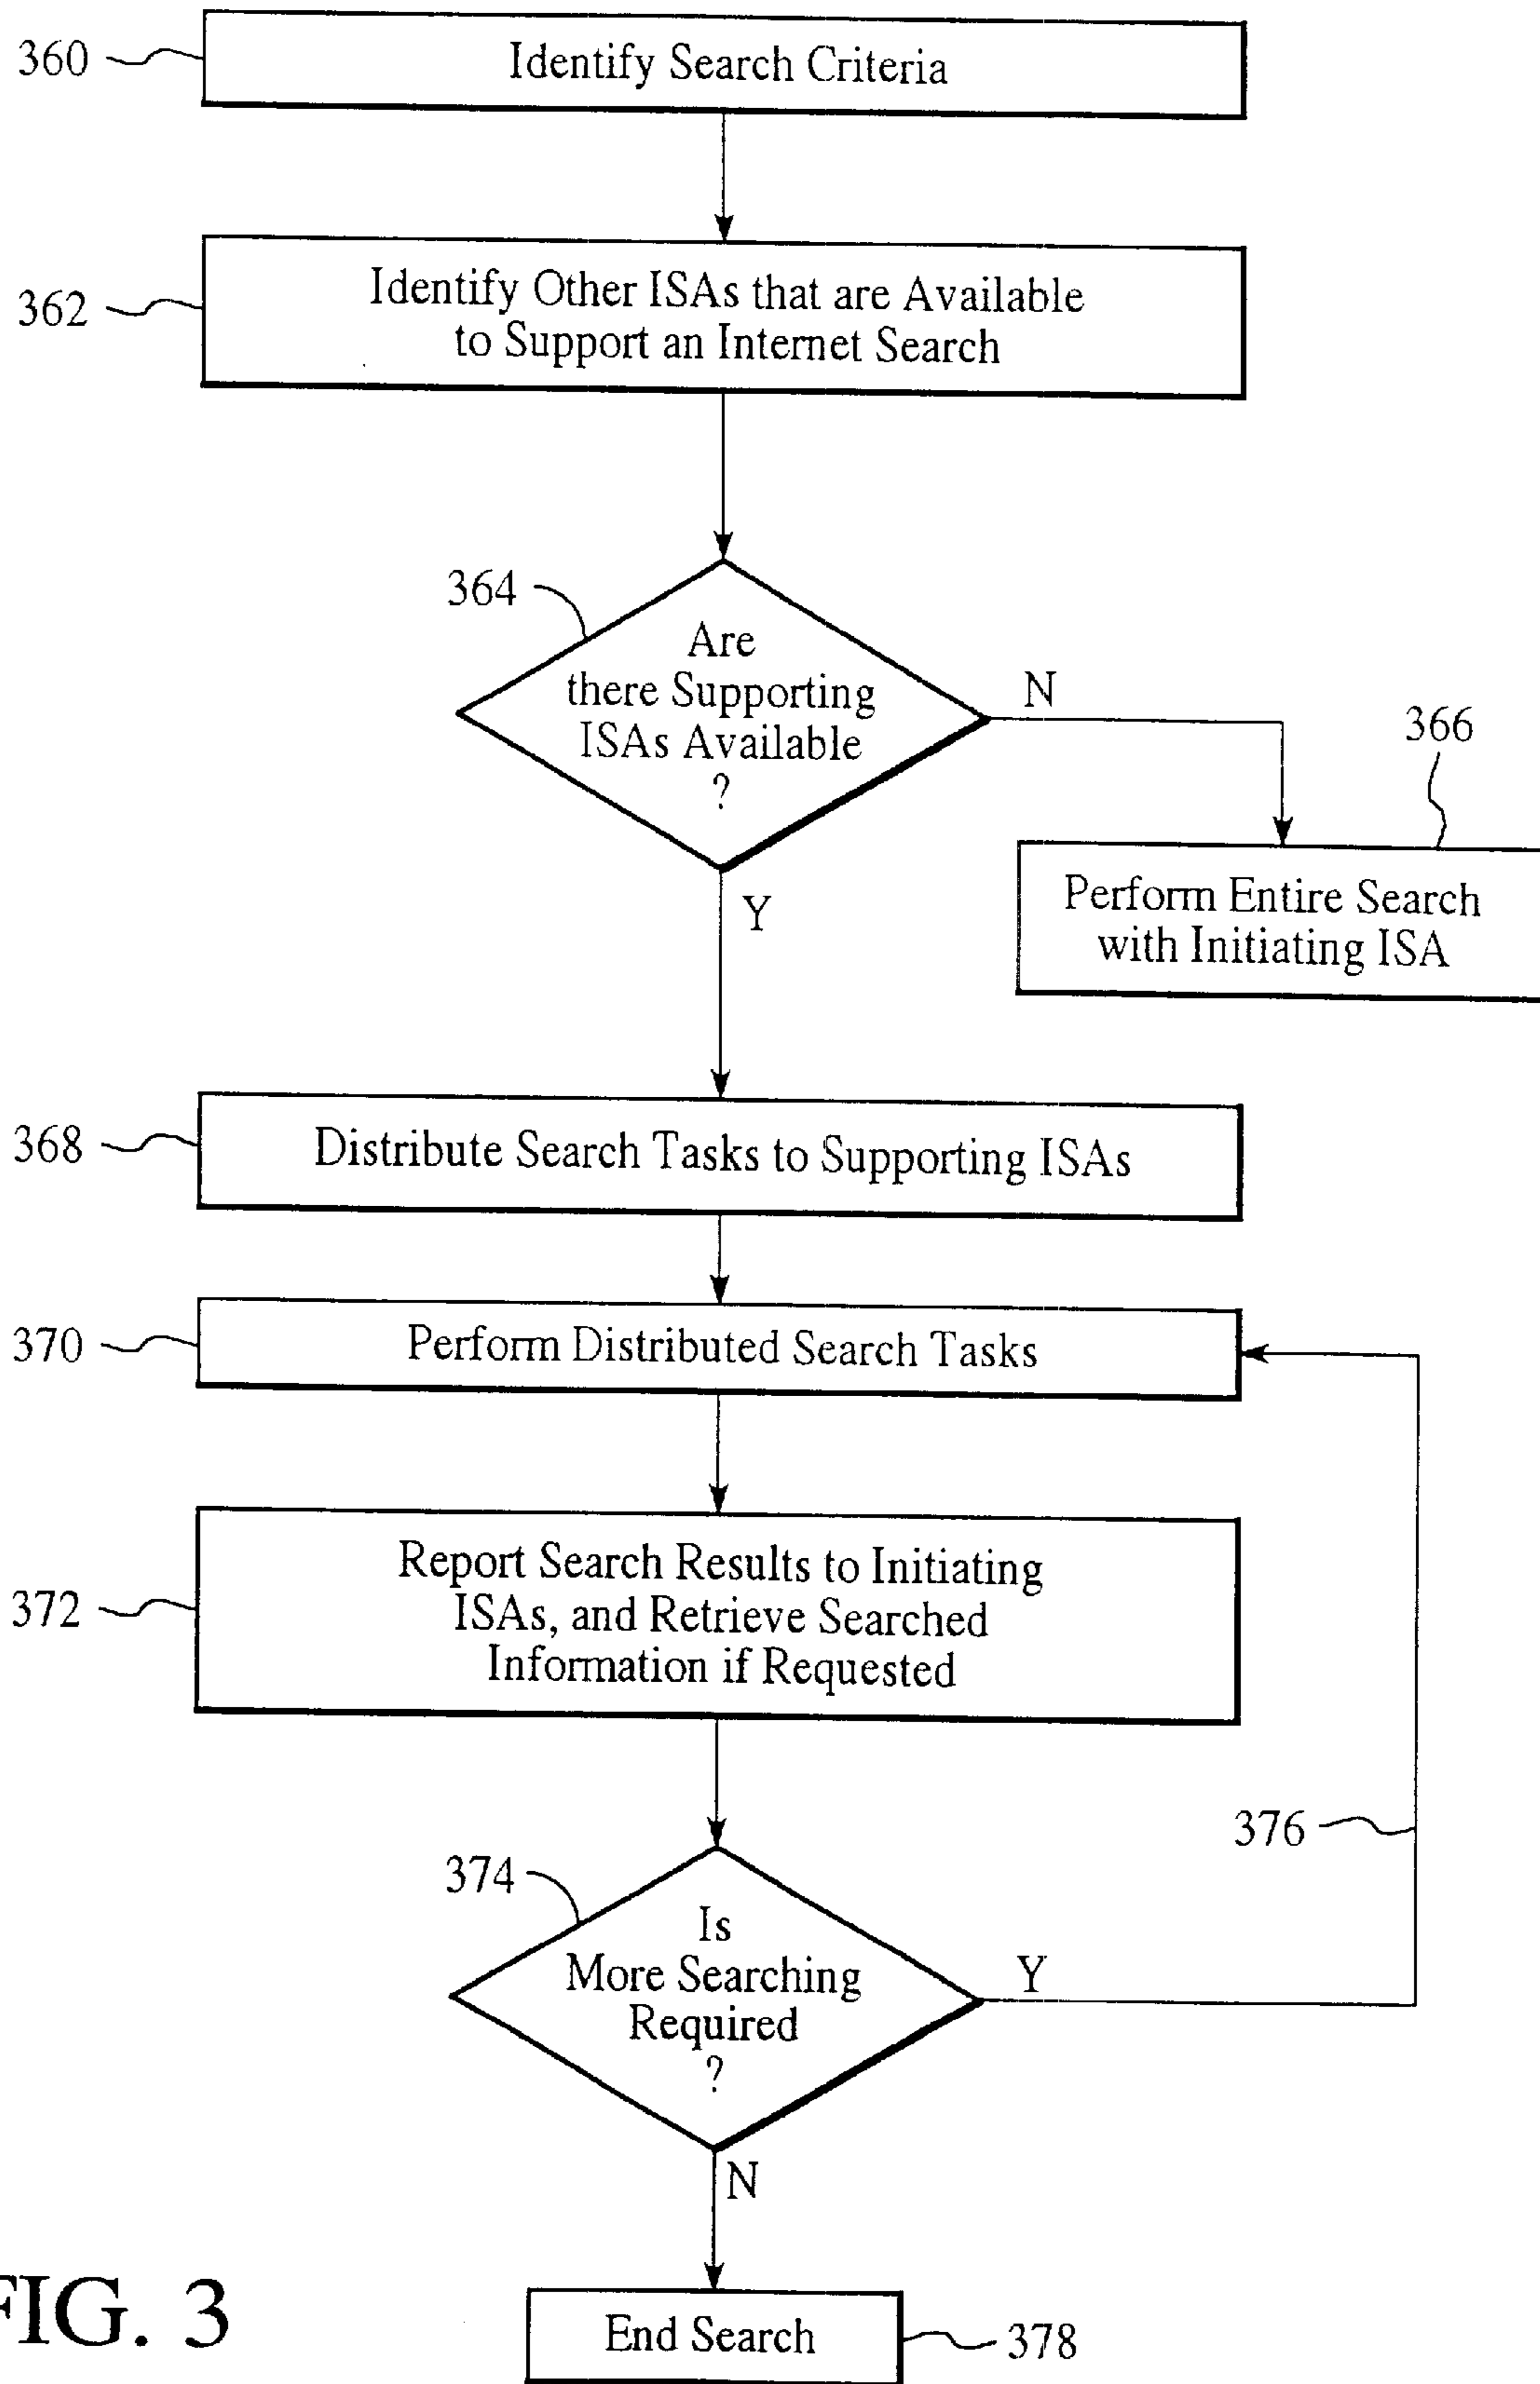 360
Identify Search Criteria
362
Identify Other ISAs that are Available
to Support an Internet Search
364
Are
there Supporting
ISAs Available
?
N
366
Perform Entire Search
with Initiating ISA
Y
368
Distribute Search Tasks to Supporting ISAs
370
Perform Distributed Search Tasks
372
Report Search Results to Initiating
ISAs, and Retrieve Searched
Information if Requested
376
374
Is
More Searching
Required
?
Y
N
End Search
378
FIG. 3